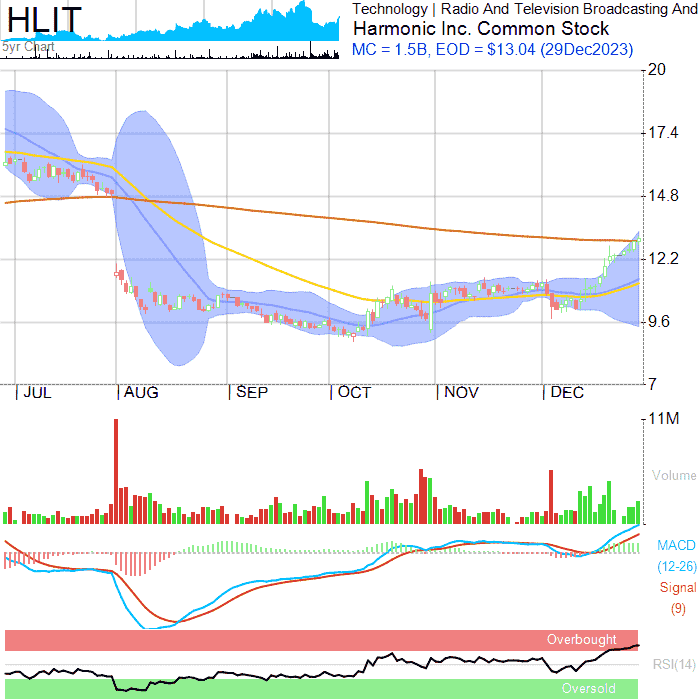 HLIT
5yr Chart
Technology | Radio And Television Broadcasting And
Harmonic Inc. Common Stock
MC = 1.5B, EOD = $13.04 (29Dec2023)
20
17.4
14.8
12.2
9.6
7
JUL AUG SEP OCT NOV DEC
11M
Volume
MACD
(12-26)
Signal
(9)
Overbought
RSI(14)
Oversold